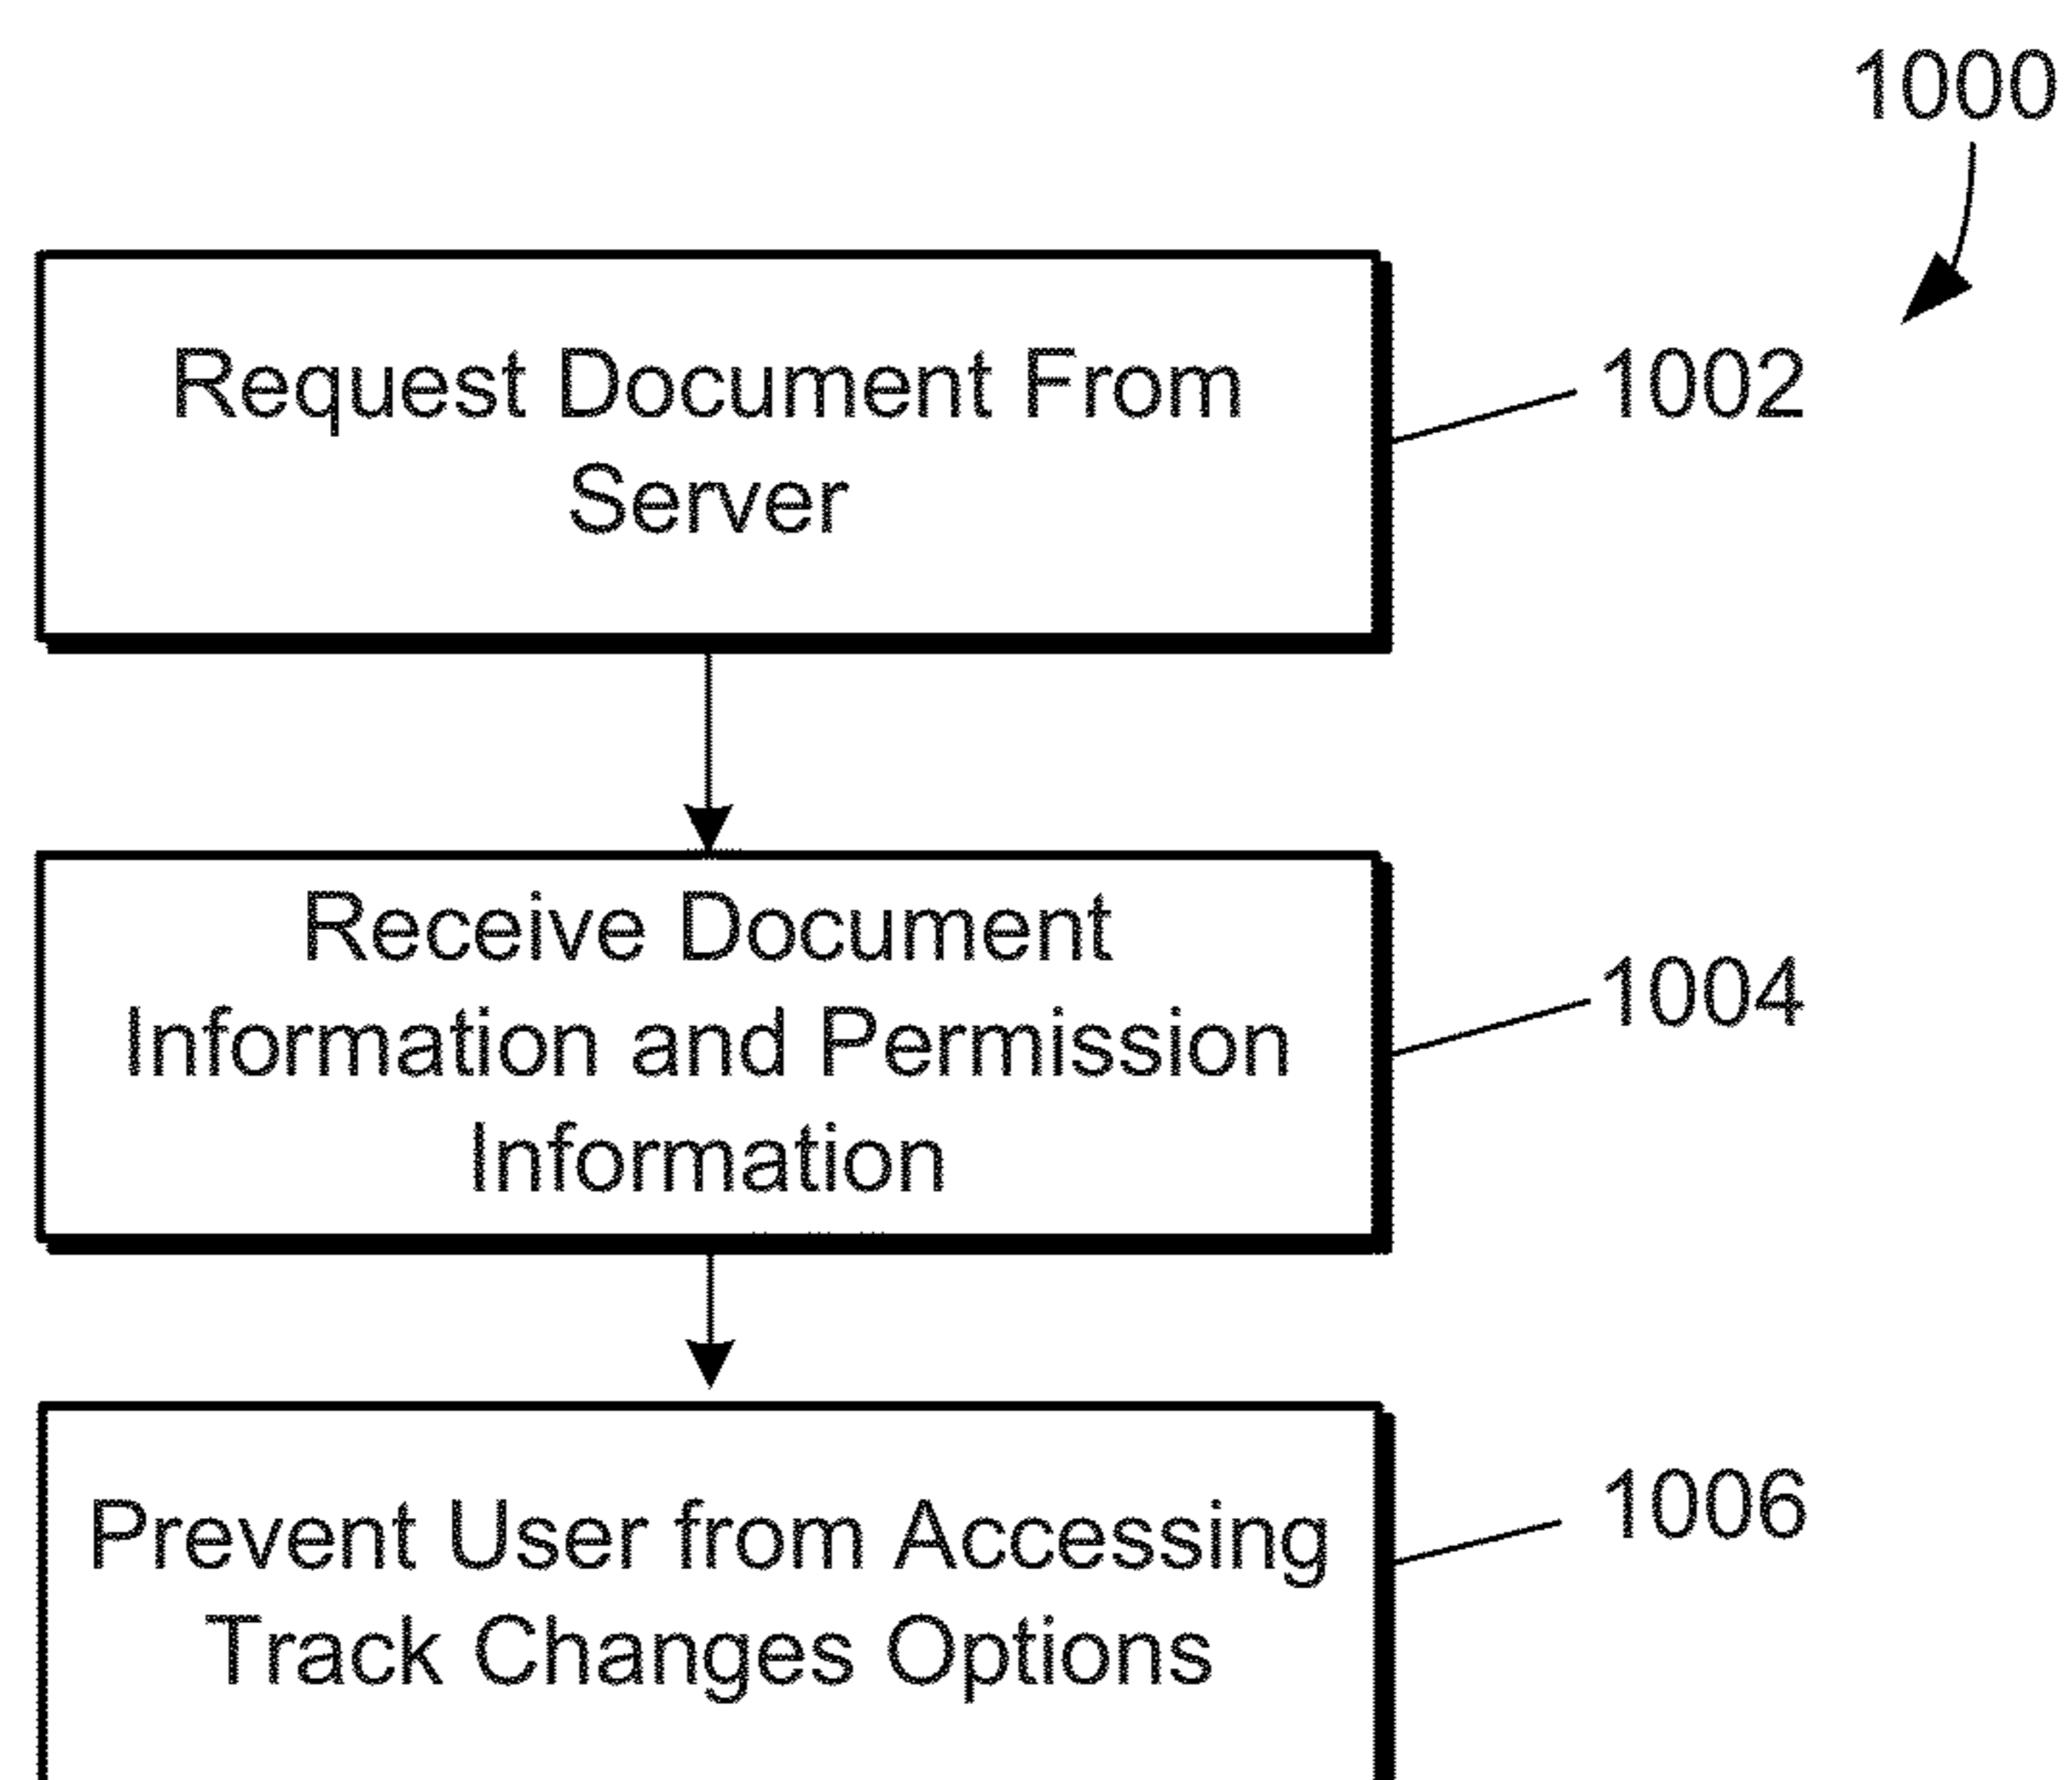 1000
Request Document From
Server
1002
Receive Document
Information and Permission
Information
1004
Prevent User from Accessing
Track Changes Options
1006